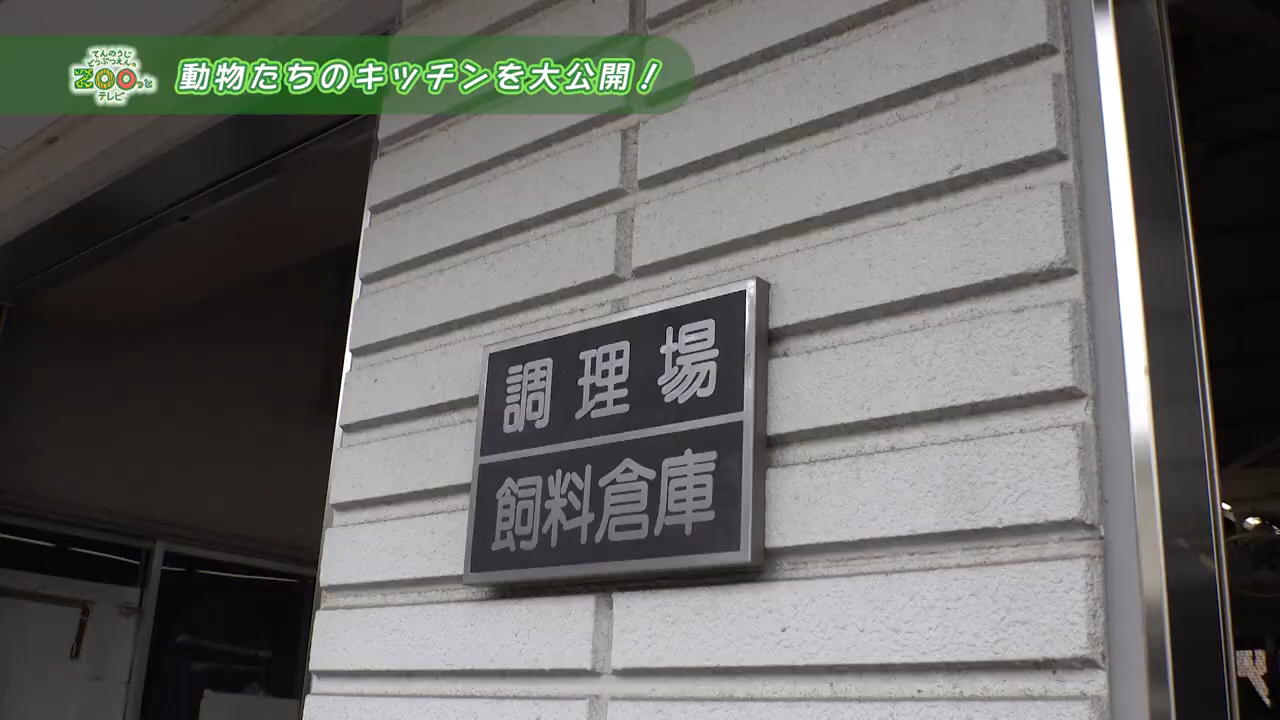 てんのうじ
どうぶつえんの
ZOOっと
テレビ
動物たちのキッチンを大公開！
調理場
飼料倉庫